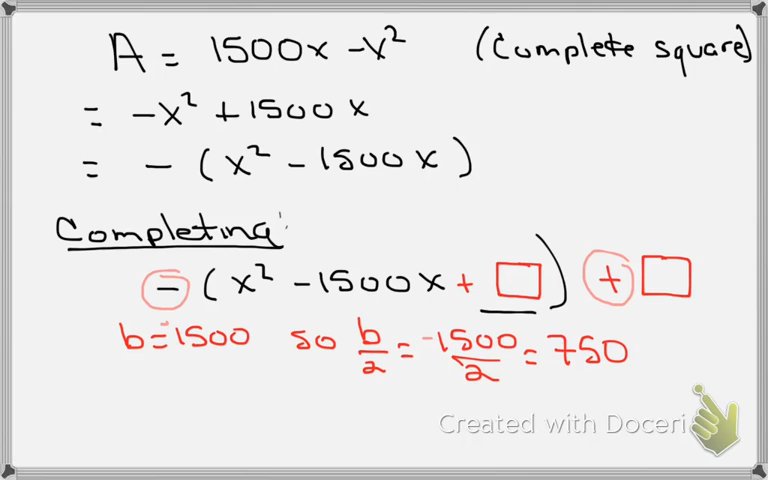 A = 1500x - x² (Complete square)
= -x² + 1500x
= - (x² - 1500x)
Completing
- (x² - 1500x + □) + □
b = -1500 so b/2 = -1500/2 = 750
Created with Doceri